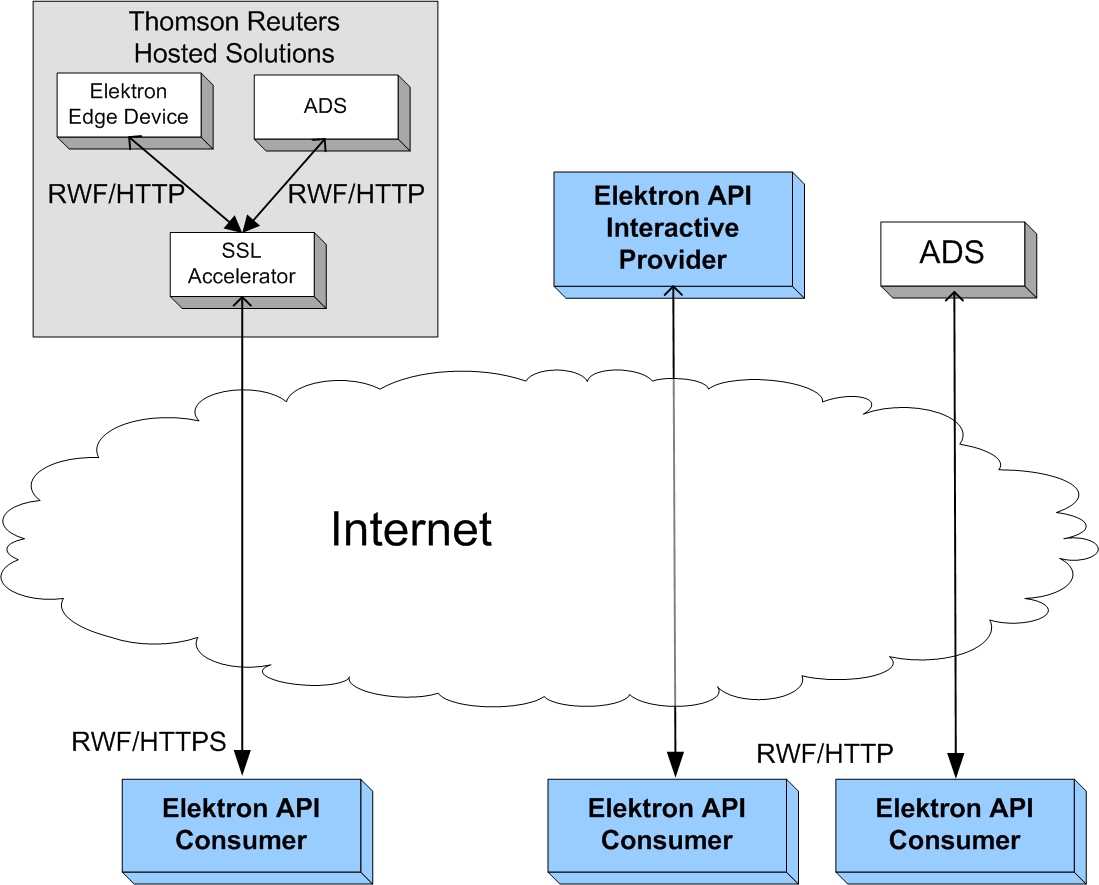 Thomson Reuters
Hosted Solutions
Elektron
Edge Device
ADS
RWF/HTTP
RWF/HTTP
SSL
Accelerator
Elektron API
Interactive
Provider
ADS
Internet
RWF/HTTPS
RWF/HTTP
Elektron API
Consumer
Elektron API
Consumer
Elektron API
Consumer